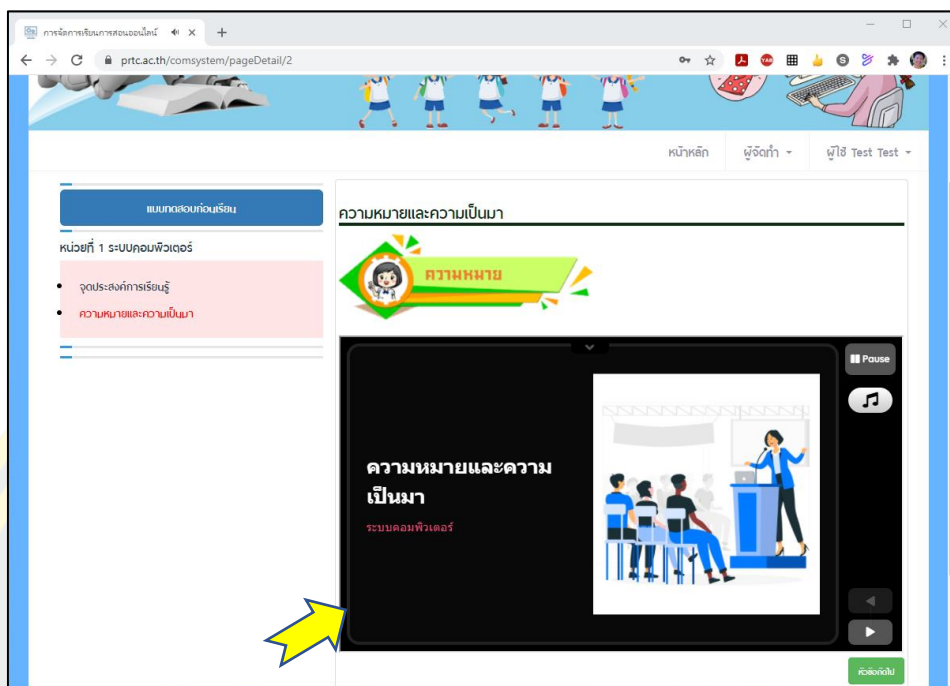 การจัดการเรียนการสอนออนไลน์
prtc.ac.th/comsystem/pageDetail/2
หน้าหลัก ผู้จัดทำ ผู้ใช้ Test Test
แบบทดสอบก่อนเรียน
หน่วยที่ 1 ระบบคอมพิวเตอร์
จุดประสงค์การเรียนรู้
ความหมายและความเป็นมา
ความหมายและความเป็นมา
ความหมาย
Pause
ความหมายและความ
เป็นมา
ระบบคอมพิวเตอร์
หัวข้อถัดไป